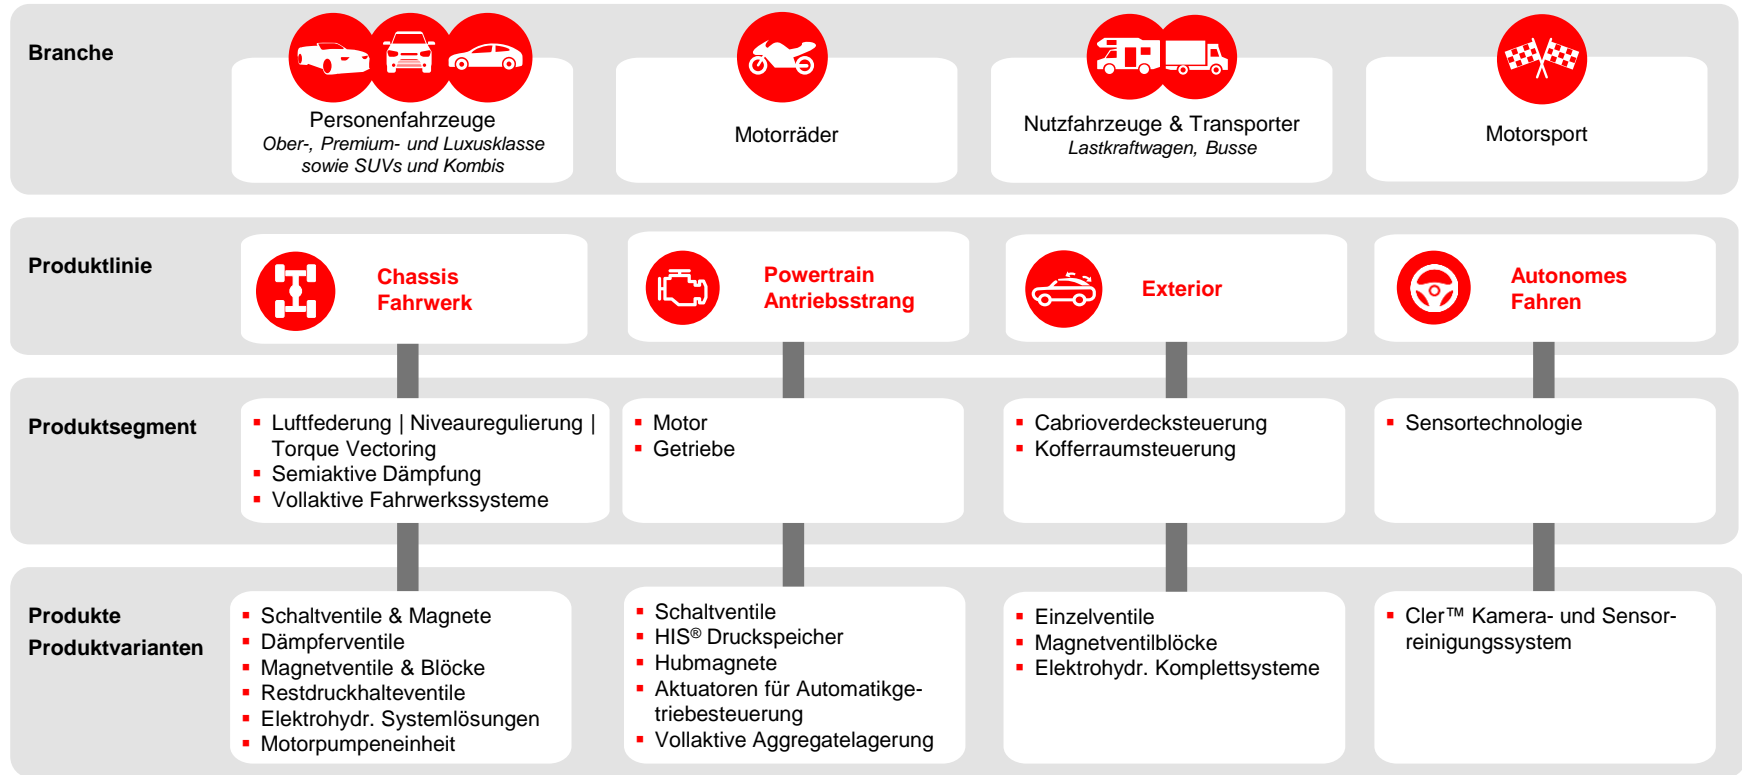 Branche
Personenfahrzeuge
Ober-, Premium- und Luxusklasse
sowie SUVs und Kombis
Motorräder
Nutzfahrzeuge & Transporter
Lastkraftwagen, Busse
Motorsport
Produktlinie
Chassis
Fahrwerk
Powertrain
Antriebsstrang
Exterior
Autonomes
Fahren
Produktsegment
▪ Luftfederung | Niveauregulierung |
Torque Vectoring
▪ Semiaktive Dämpfung
▪ Vollaktive Fahrwerkssysteme
▪ Motor
▪ Getriebe
▪ Cabrioverdecksteuerung
▪ Kofferraumsteuerung
▪ Sensortechnologie
Produkte
Produktvarianten
▪ Schaltventile & Magnete
▪ Dämpferventile
▪ Magnetventile & Blöcke
▪ Restdruckhalteventile
▪ Elektrohydr. Systemlösungen
▪ Motorpumpeneinheit
▪ Schaltventile
▪ HIS® Druckspeicher
▪ Hubmagnete
▪ Aktuatoren für Automatikge-
triebesteuerung
▪ Vollaktive Aggregatelagerung
▪ Einzelventile
▪ Magnetventilblöcke
▪ Elektrohydr. Komplettsysteme
▪ Cler™ Kamera- und Sensor-
reinigungssystem